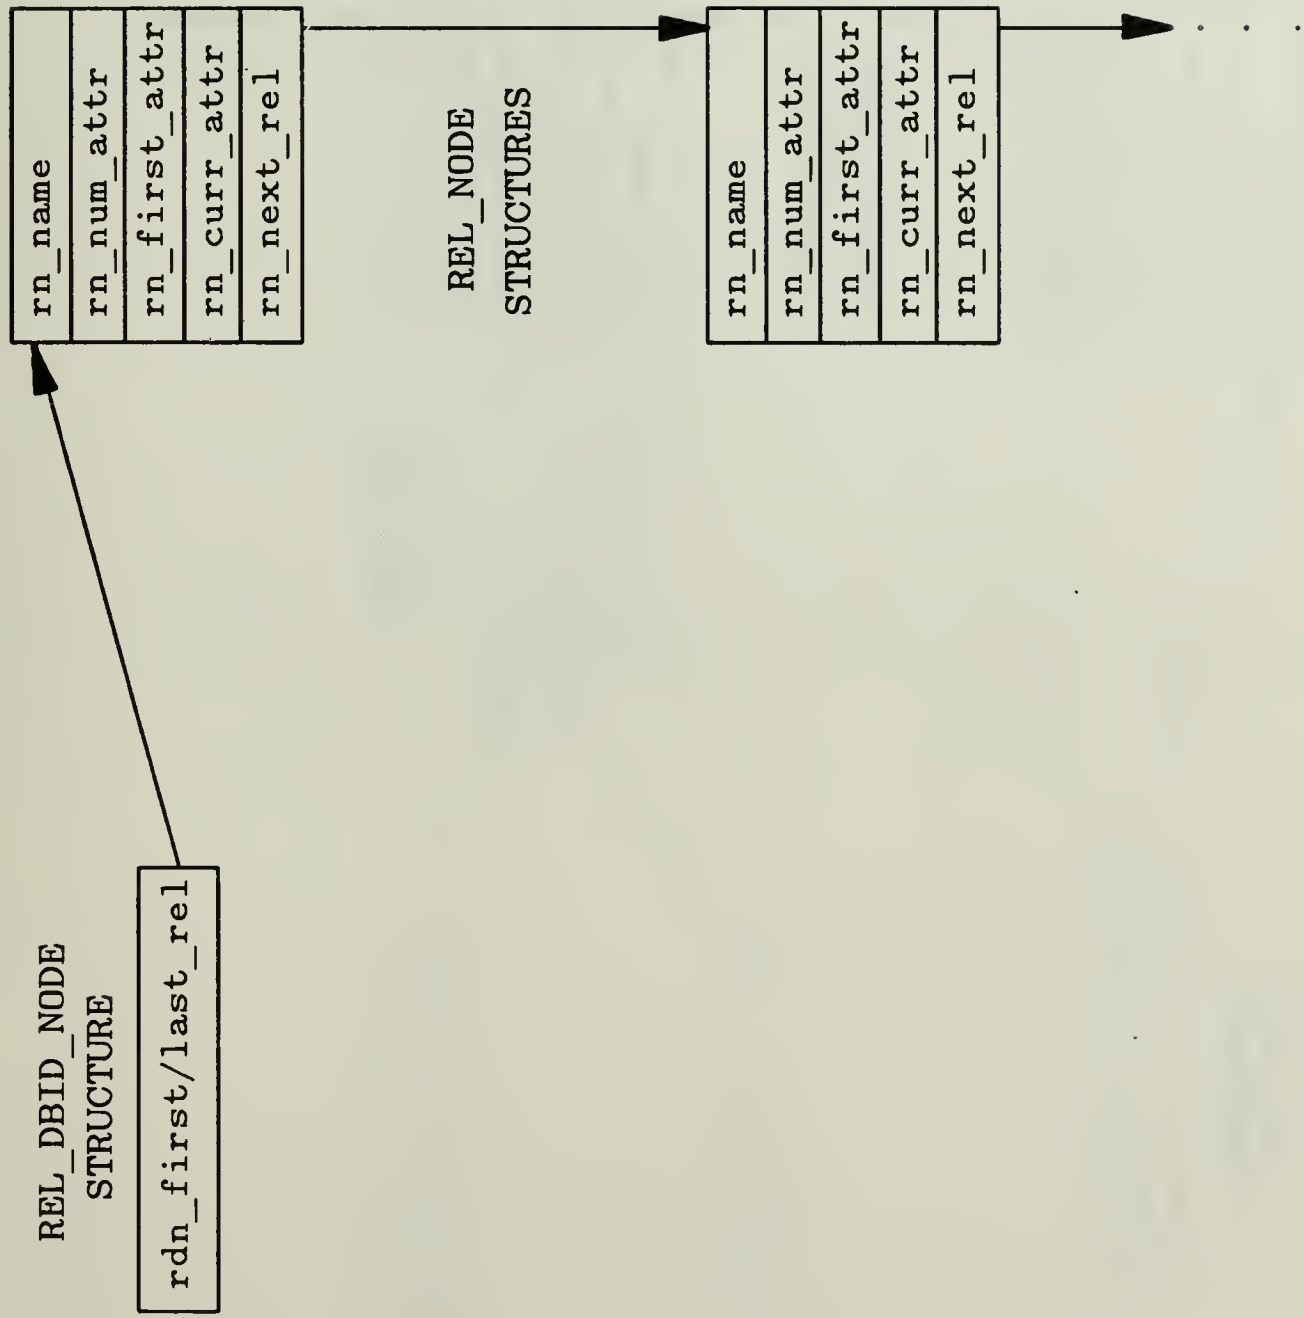 REL_DBID_NODE
STRUCTURE
rdn_first/last_rel
rn_name
rn_num_attr
rn_first_attr
rn_curr_attr
rn_next_rel
REL_NODE
STRUCTURES
rn_name
rn_num_attr
rn_first_attr
rn_curr_attr
rn_next_rel
. . .